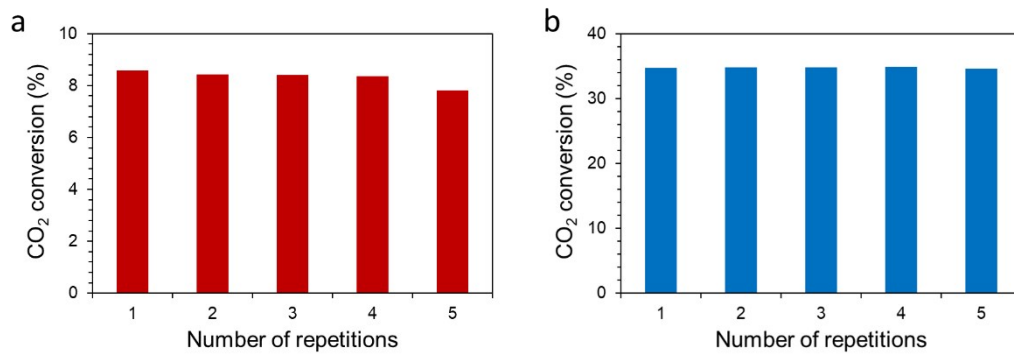 a
CO₂ conversion (%)
10
8
6
4
2
0
1 2 3 4 5
Number of repetitions
b
CO₂ conversion (%)
40
30
20
10
0
1 2 3 4 5
Number of repetitions